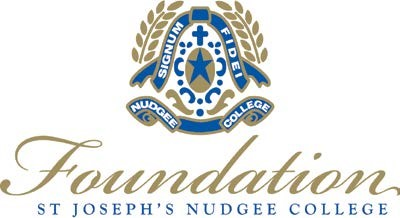 SIGNUM FIDEI
NUDGEE COLLEGE
Foundation
ST JOSEPH'S NUDGEE COLLEGE